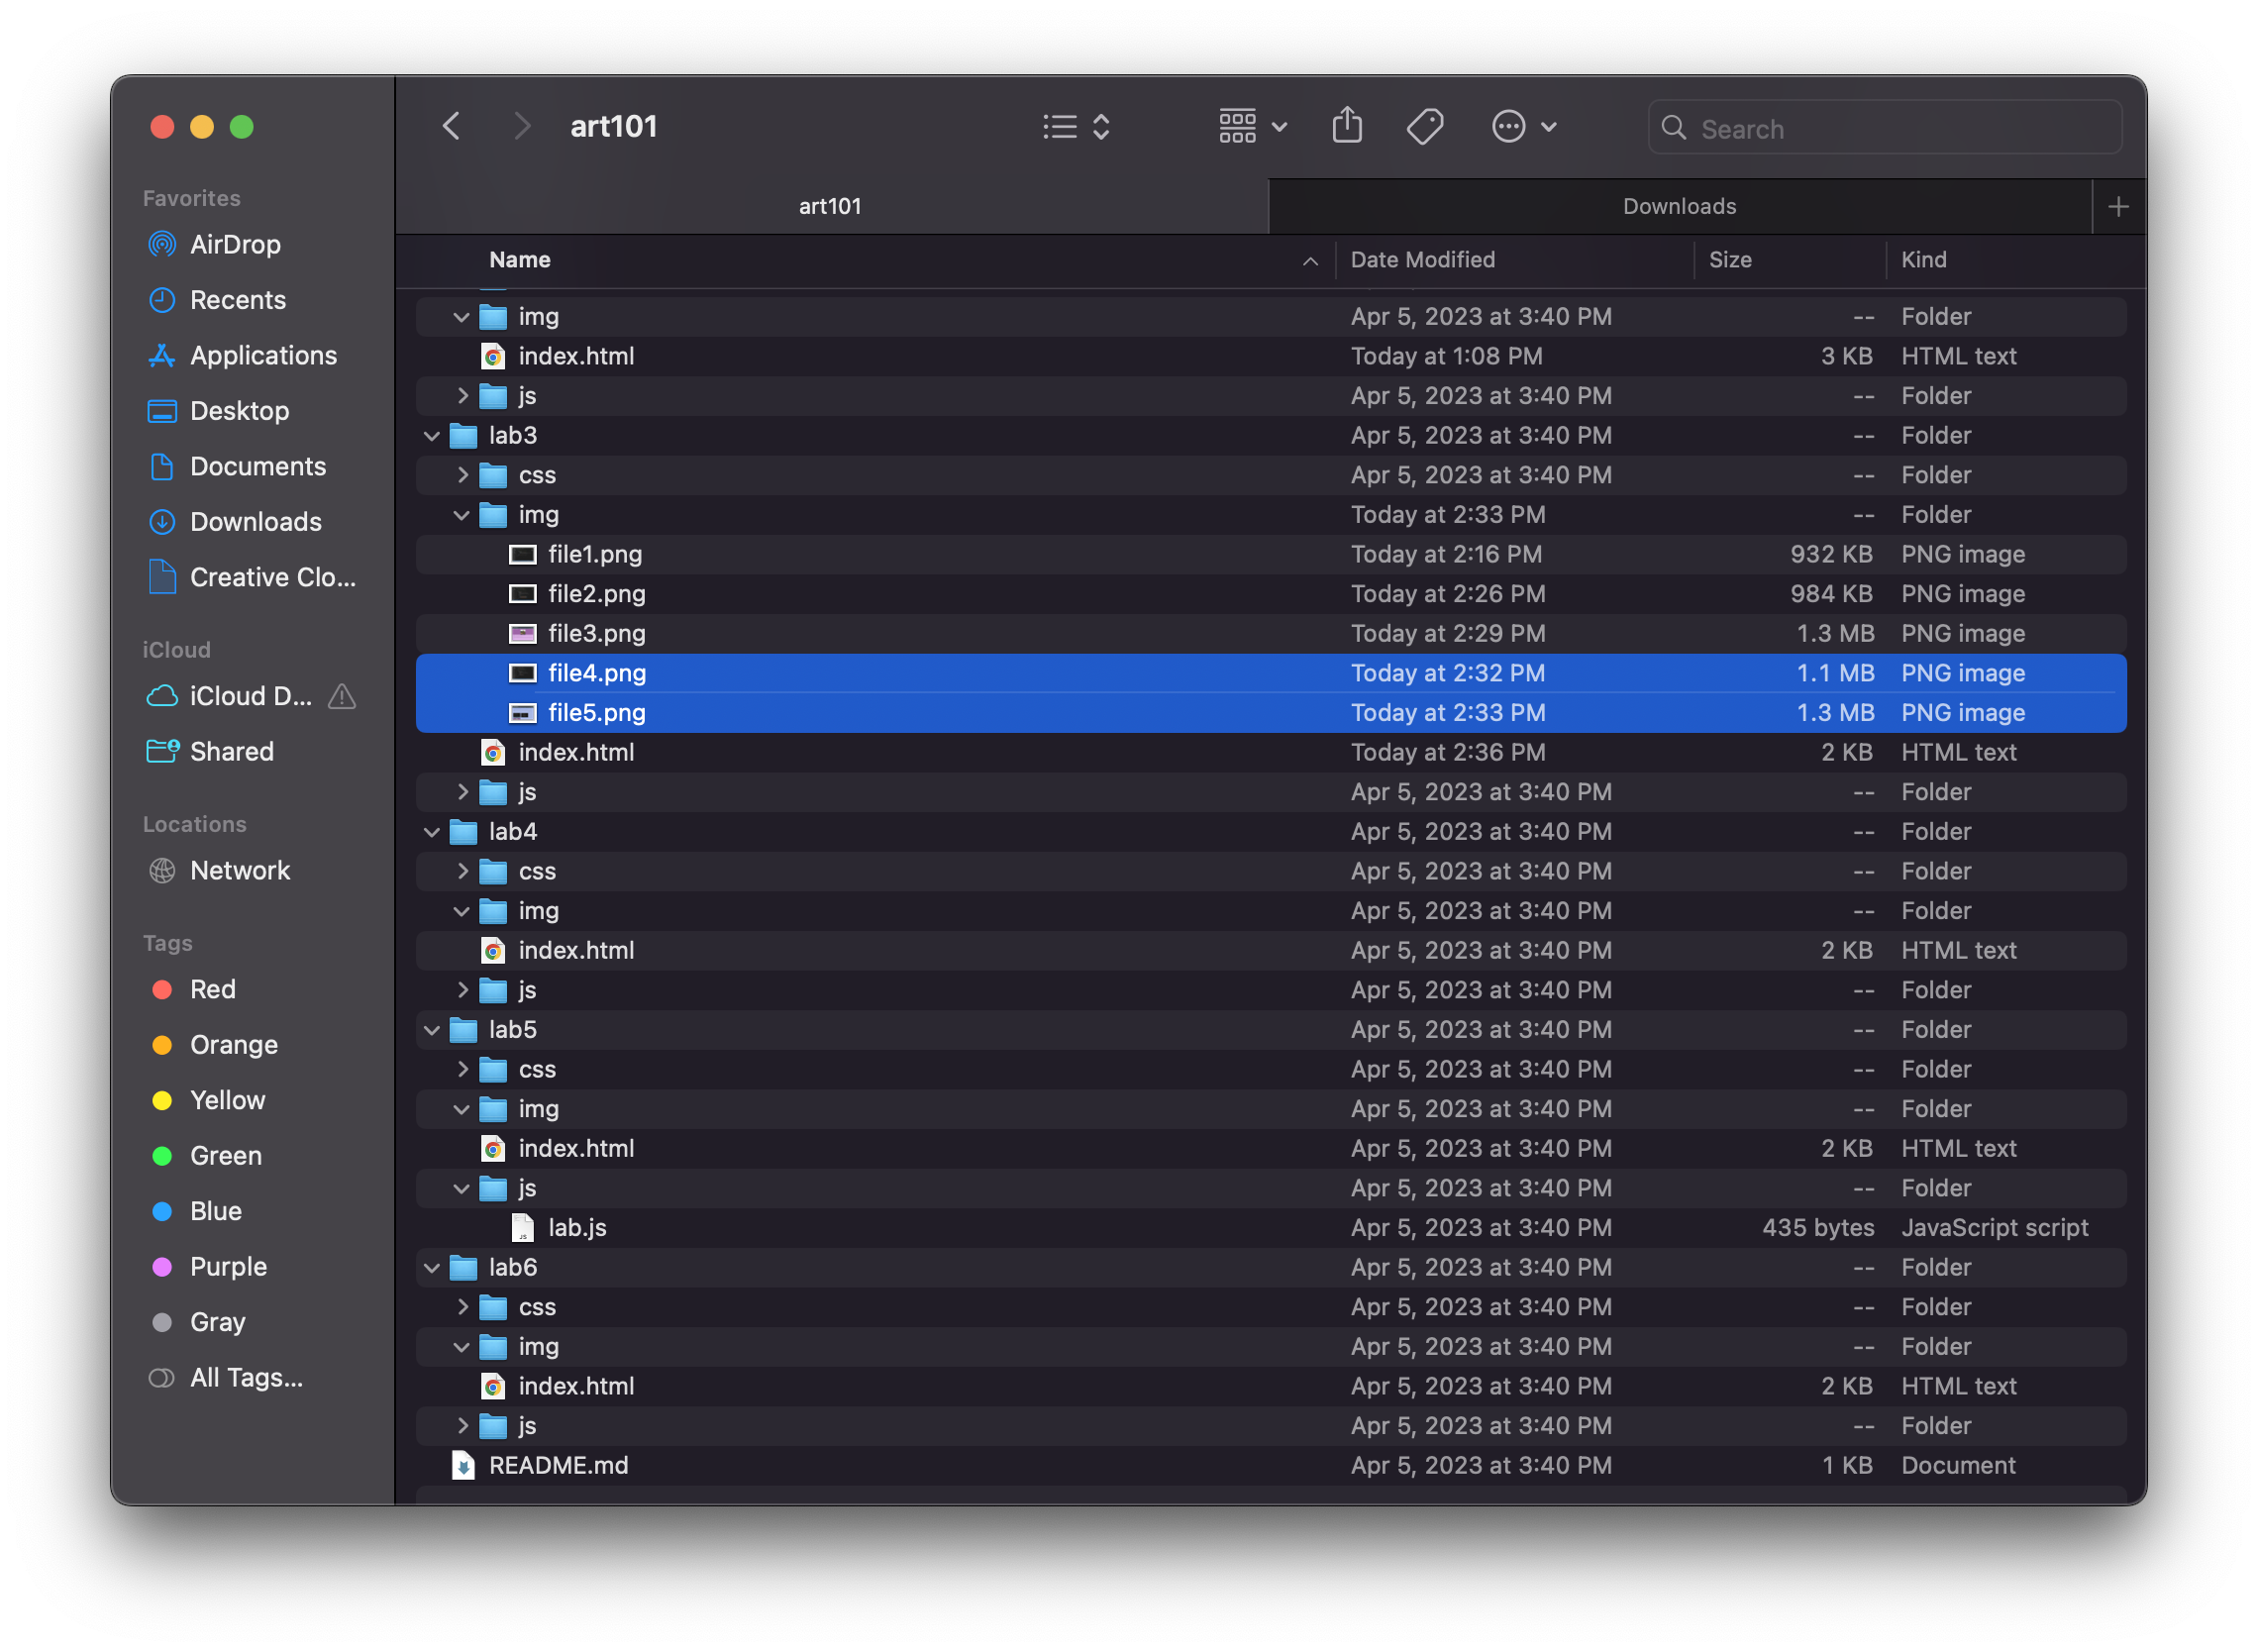 art101
Search
Favorites
AirDrop
Recents
Applications
Desktop
Documents
Downloads
Creative Clo...
iCloud
iCloud D...
Shared
Locations
Network
Tags
Red
Orange
Yellow
Green
Blue
Purple
Gray
All Tags...
art101 Downloads
Name Date Modified Size Kind
img Apr 5, 2023 at 3:40 PM -- Folder
index.html Today at 1:08 PM 3 KB HTML text
js Apr 5, 2023 at 3:40 PM -- Folder
lab3 Apr 5, 2023 at 3:40 PM -- Folder
css Apr 5, 2023 at 3:40 PM -- Folder
img Today at 2:33 PM -- Folder
file1.png Today at 2:16 PM 932 KB PNG image
file2.png Today at 2:26 PM 984 KB PNG image
file3.png Today at 2:29 PM 1.3 MB PNG image
file4.png Today at 2:32 PM 1.1 MB PNG image
file5.png Today at 2:33 PM 1.3 MB PNG image
index.html Today at 2:36 PM 2 KB HTML text
js Apr 5, 2023 at 3:40 PM -- Folder
lab4 Apr 5, 2023 at 3:40 PM -- Folder
css Apr 5, 2023 at 3:40 PM -- Folder
img Apr 5, 2023 at 3:40 PM -- Folder
index.html Apr 5, 2023 at 3:40 PM 2 KB HTML text
js Apr 5, 2023 at 3:40 PM -- Folder
lab5 Apr 5, 2023 at 3:40 PM -- Folder
css Apr 5, 2023 at 3:40 PM -- Folder
img Apr 5, 2023 at 3:40 PM -- Folder
index.html Apr 5, 2023 at 3:40 PM 2 KB HTML text
js Apr 5, 2023 at 3:40 PM -- Folder
lab.js Apr 5, 2023 at 3:40 PM 435 bytes JavaScript script
lab6 Apr 5, 2023 at 3:40 PM -- Folder
css Apr 5, 2023 at 3:40 PM -- Folder
img Apr 5, 2023 at 3:40 PM -- Folder
index.html Apr 5, 2023 at 3:40 PM 2 KB HTML text
js Apr 5, 2023 at 3:40 PM -- Folder
README.md Apr 5, 2023 at 3:40 PM 1 KB Document